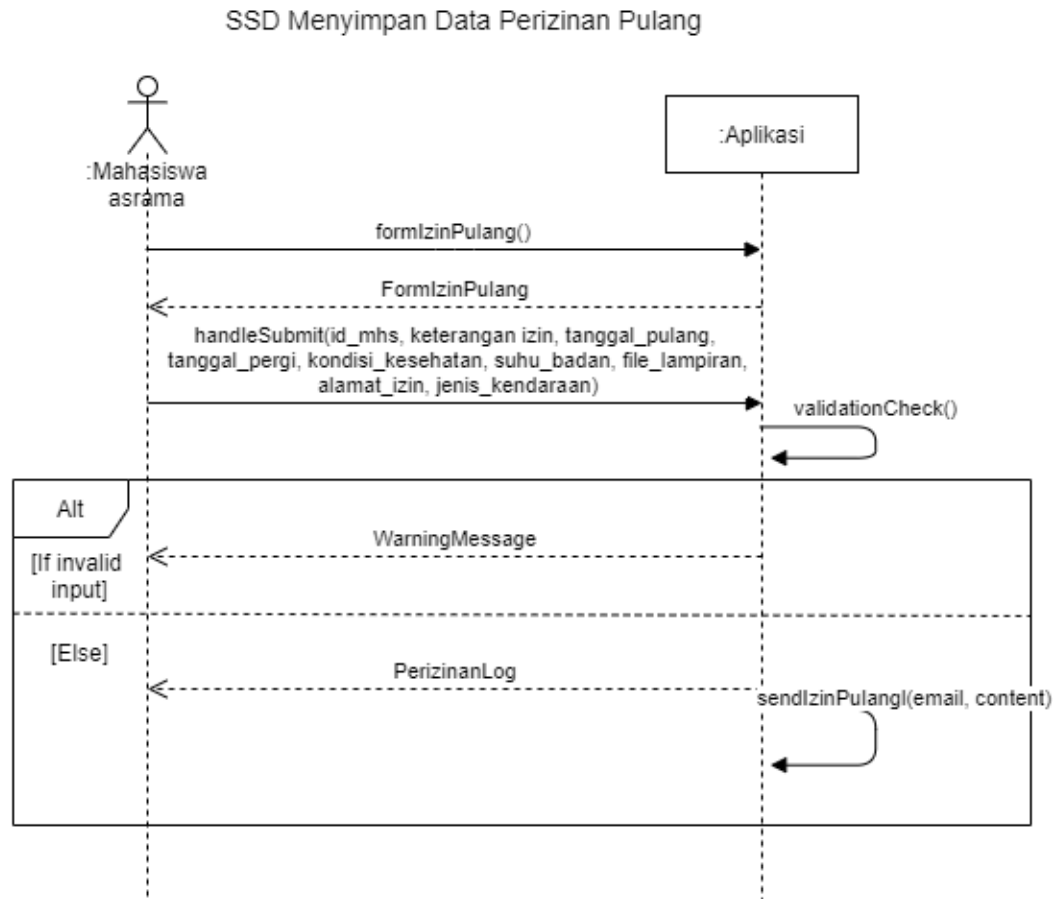 SSD Menyimpan Data Perizinan Pulang
:Mahasiswa
asrama
:Aplikasi
formIzinPulang()
FormIzinPulang
handleSubmit(id_mhs, keterangan izin, tanggal_pulang,
tanggal_pergi, kondisi_kesehatan, suhu_badan, file_lampiran,
alamat_izin, jenis_kendaraan)
validationCheck()
Alt
[If invalid
input]
WarningMessage
[Else]
PerizinanLog
sendIzinPulangl(email, content)